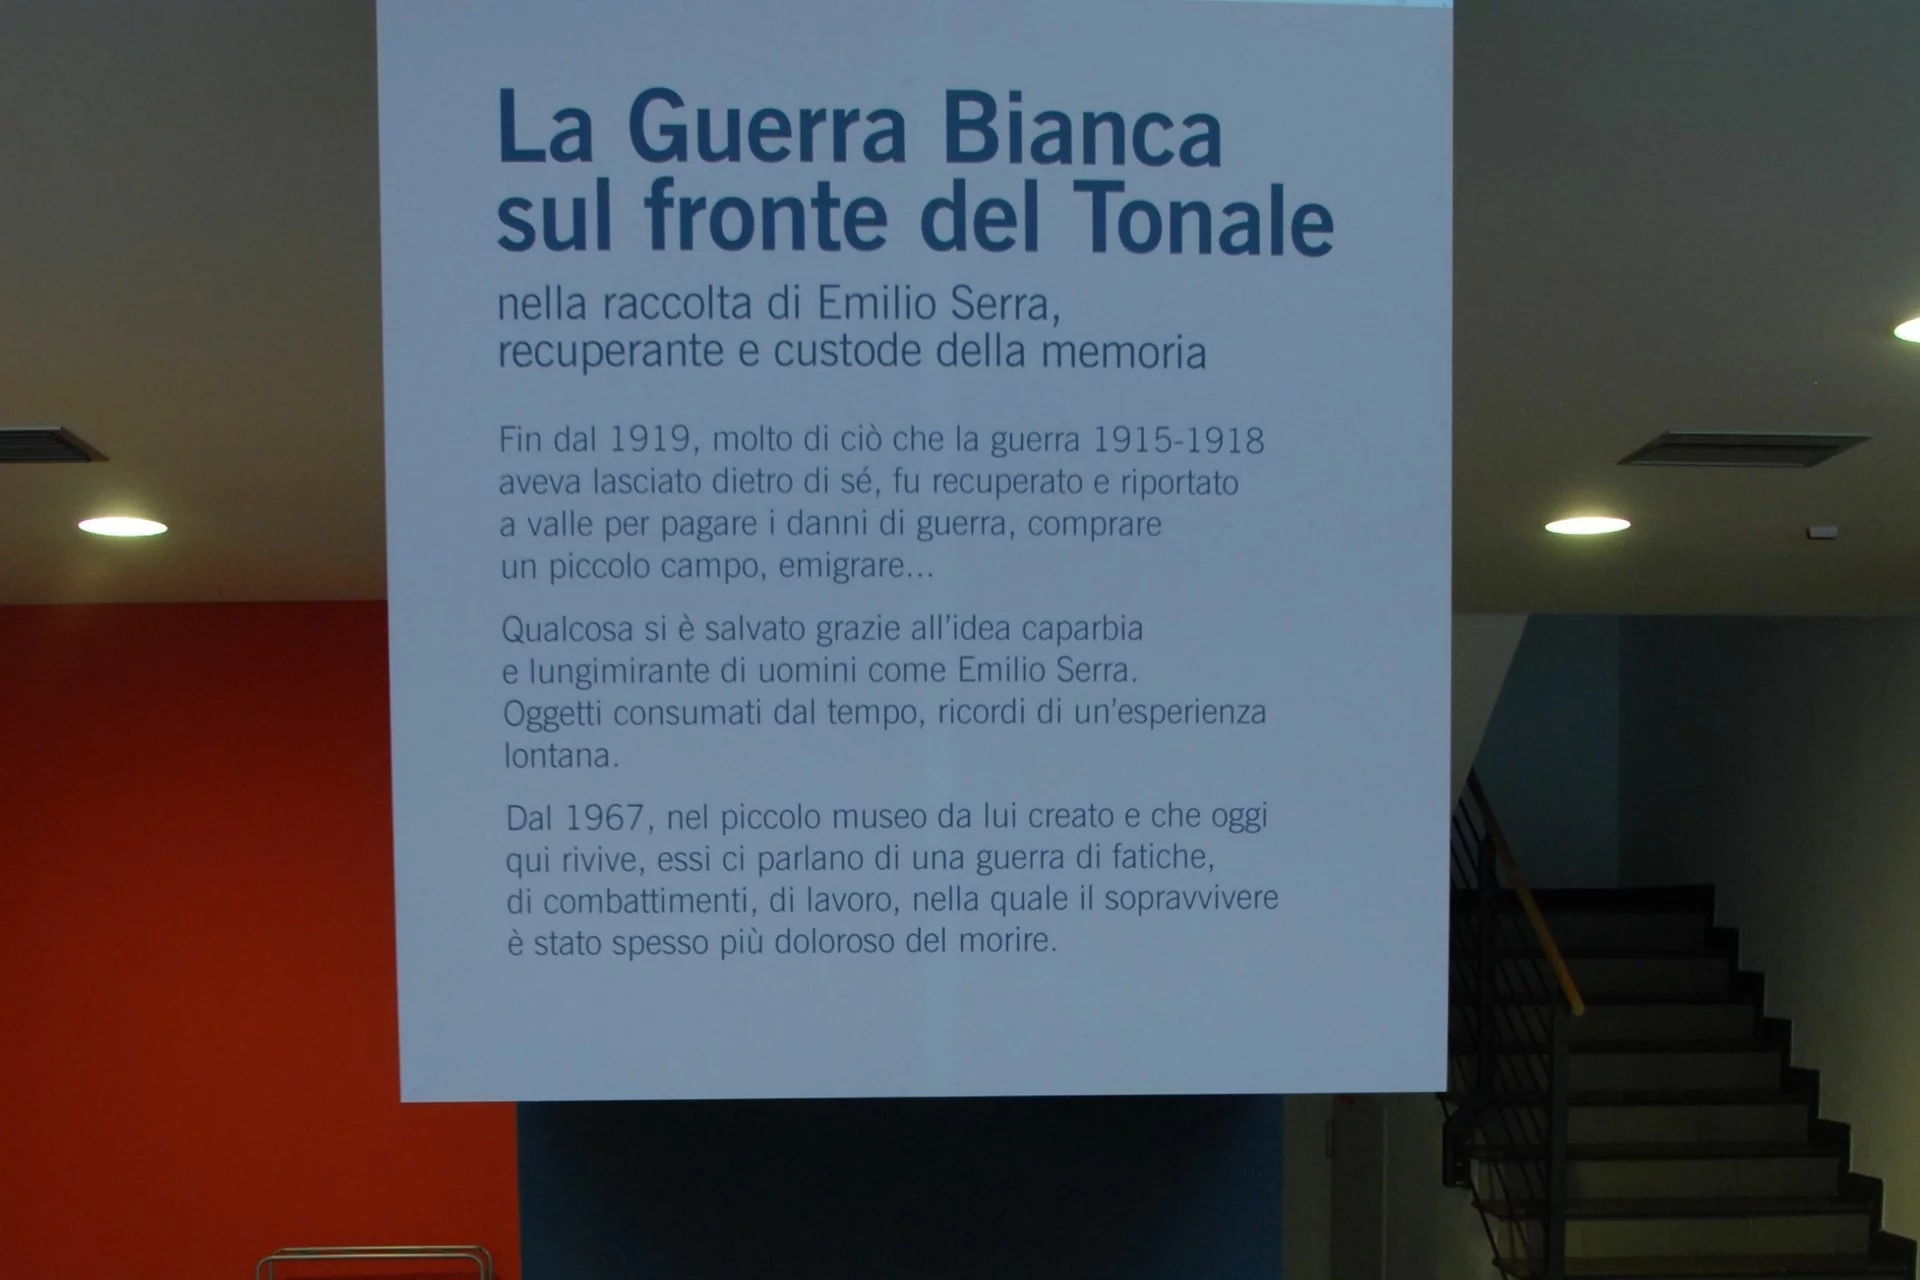 La Guerra Bianca
sul fronte del Tonale
nella raccolta di Emilio Serra,
recuperante e custode della memoria
Fin dal 1919, molto di ciò che la guerra 1915-1918
aveva lasciato dietro di sé, fu recuperato e riportato
a valle per pagare i danni di guerra, comprare
un piccolo campo, emigrare...
Qualcosa si è salvato grazie all'idea caparbia
e lungimirante di uomini come Emilio Serra.
Oggetti consumati dal tempo, ricordi di un'esperienza
lontana.
Dal 1967, nel piccolo museo da lui creato e che oggi
qui rivive, essi ci parlano di una guerra di fatiche,
di combattimenti, di lavoro, nella quale il sopravvivere
è stato spesso più doloroso del morire.